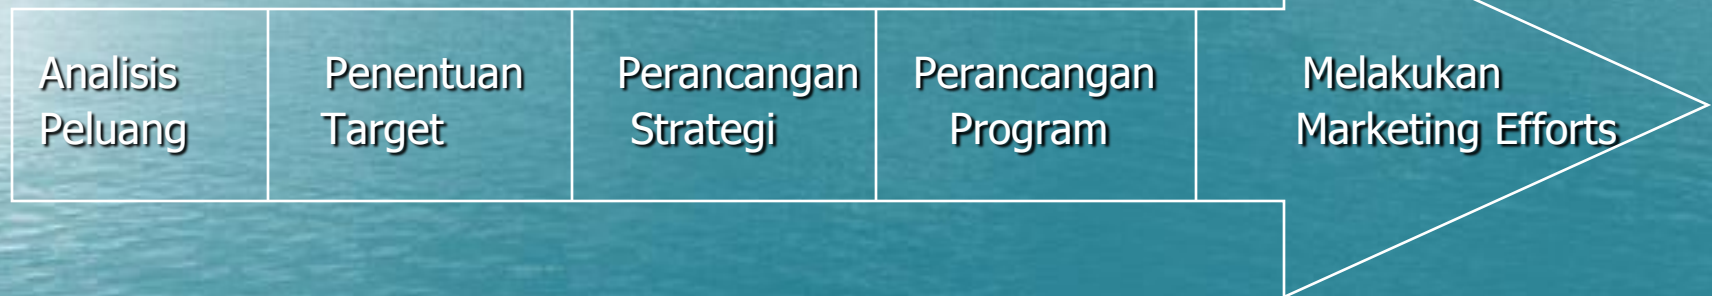 Analisis
Peluang
Penentuan
Target
Perancangan
Strategi
Perancangan
Program
Melakukan
Marketing Efforts